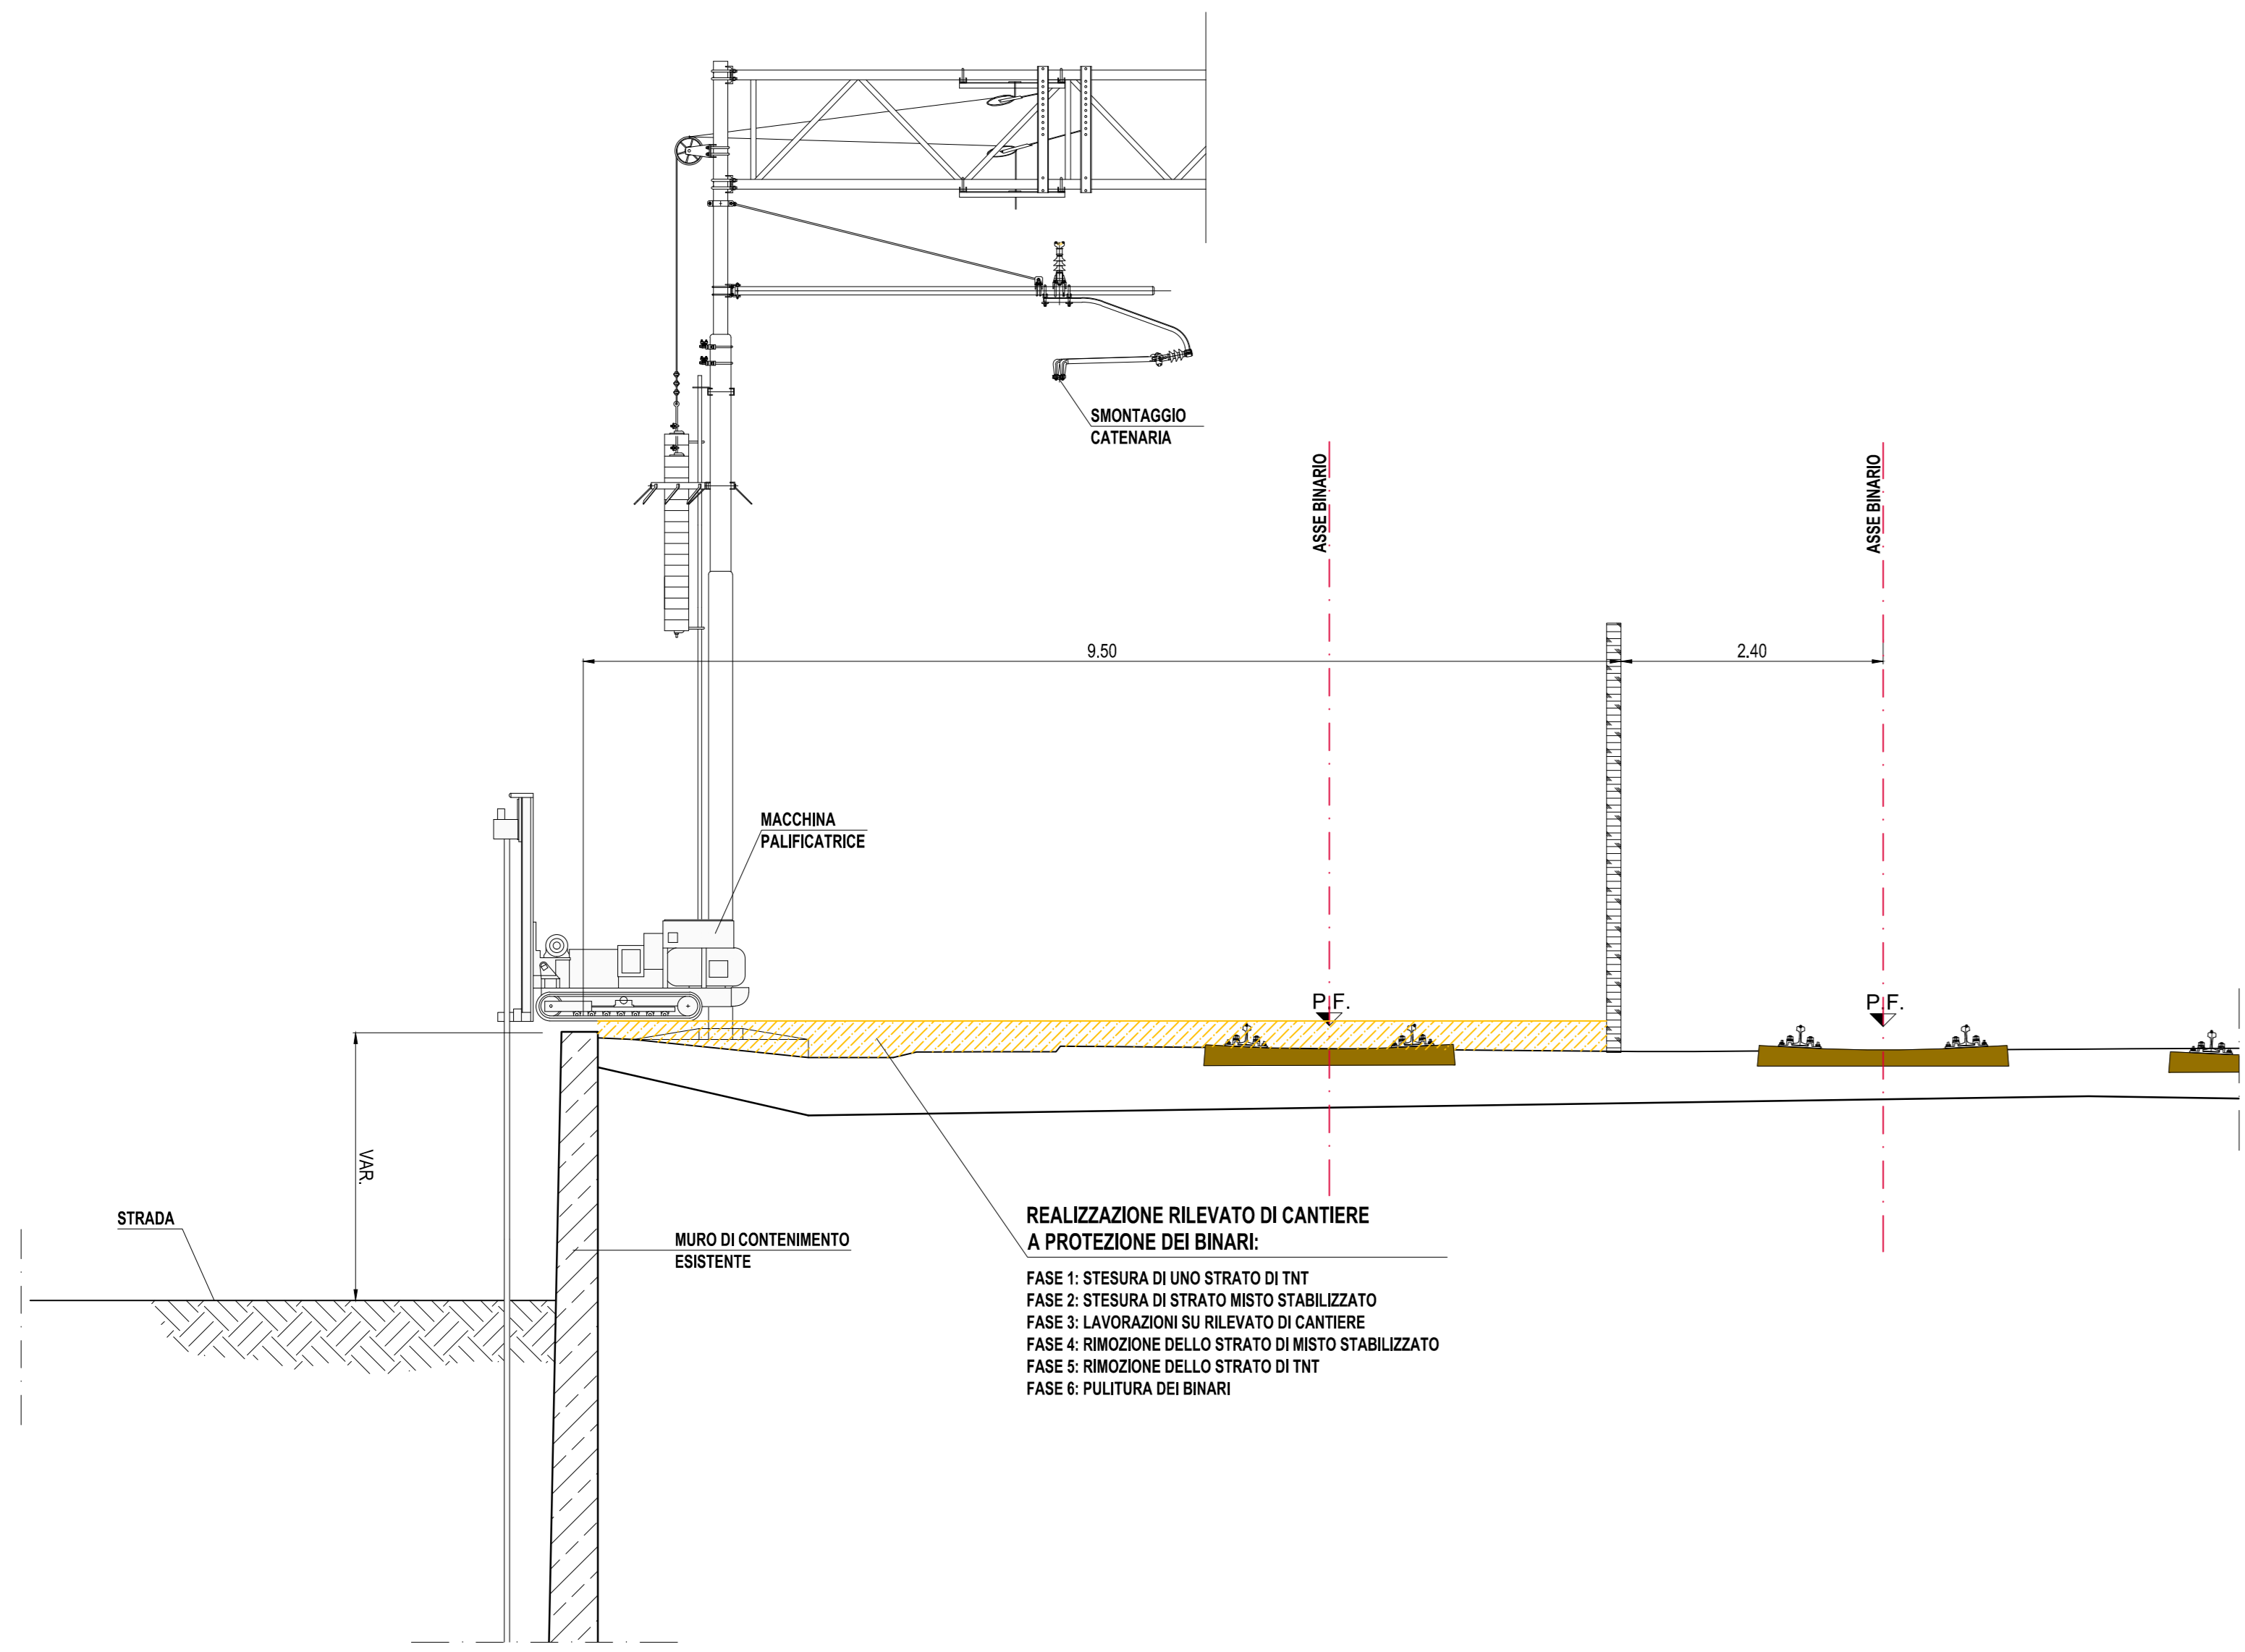 SMONTAGGIO
CATENARIA
ASSE BINARIO
ASSE BINARIO
9.50
2.40
MACCHINA
PALIFICATRICE
P.F.
P.F.
VAR.
STRADA
MURO DI CONTENIMENTO
ESISTENTE
REALIZZAZIONE RILEVATO DI CANTIERE
A PROTEZIONE DEI BINARI:
FASE 1: STESURA DI UNO STRATO DI TNT
FASE 2: STESURA DI STRATO MISTO STABILIZZATO
FASE 3: LAVORAZIONI SU RILEVATO DI CANTIERE
FASE 4: RIMOZIONE DELLO STRATO DI MISTO STABILIZZATO
FASE 5: RIMOZIONE DELLO STRATO DI TNT
FASE 6: PULITURA DEI BINARI